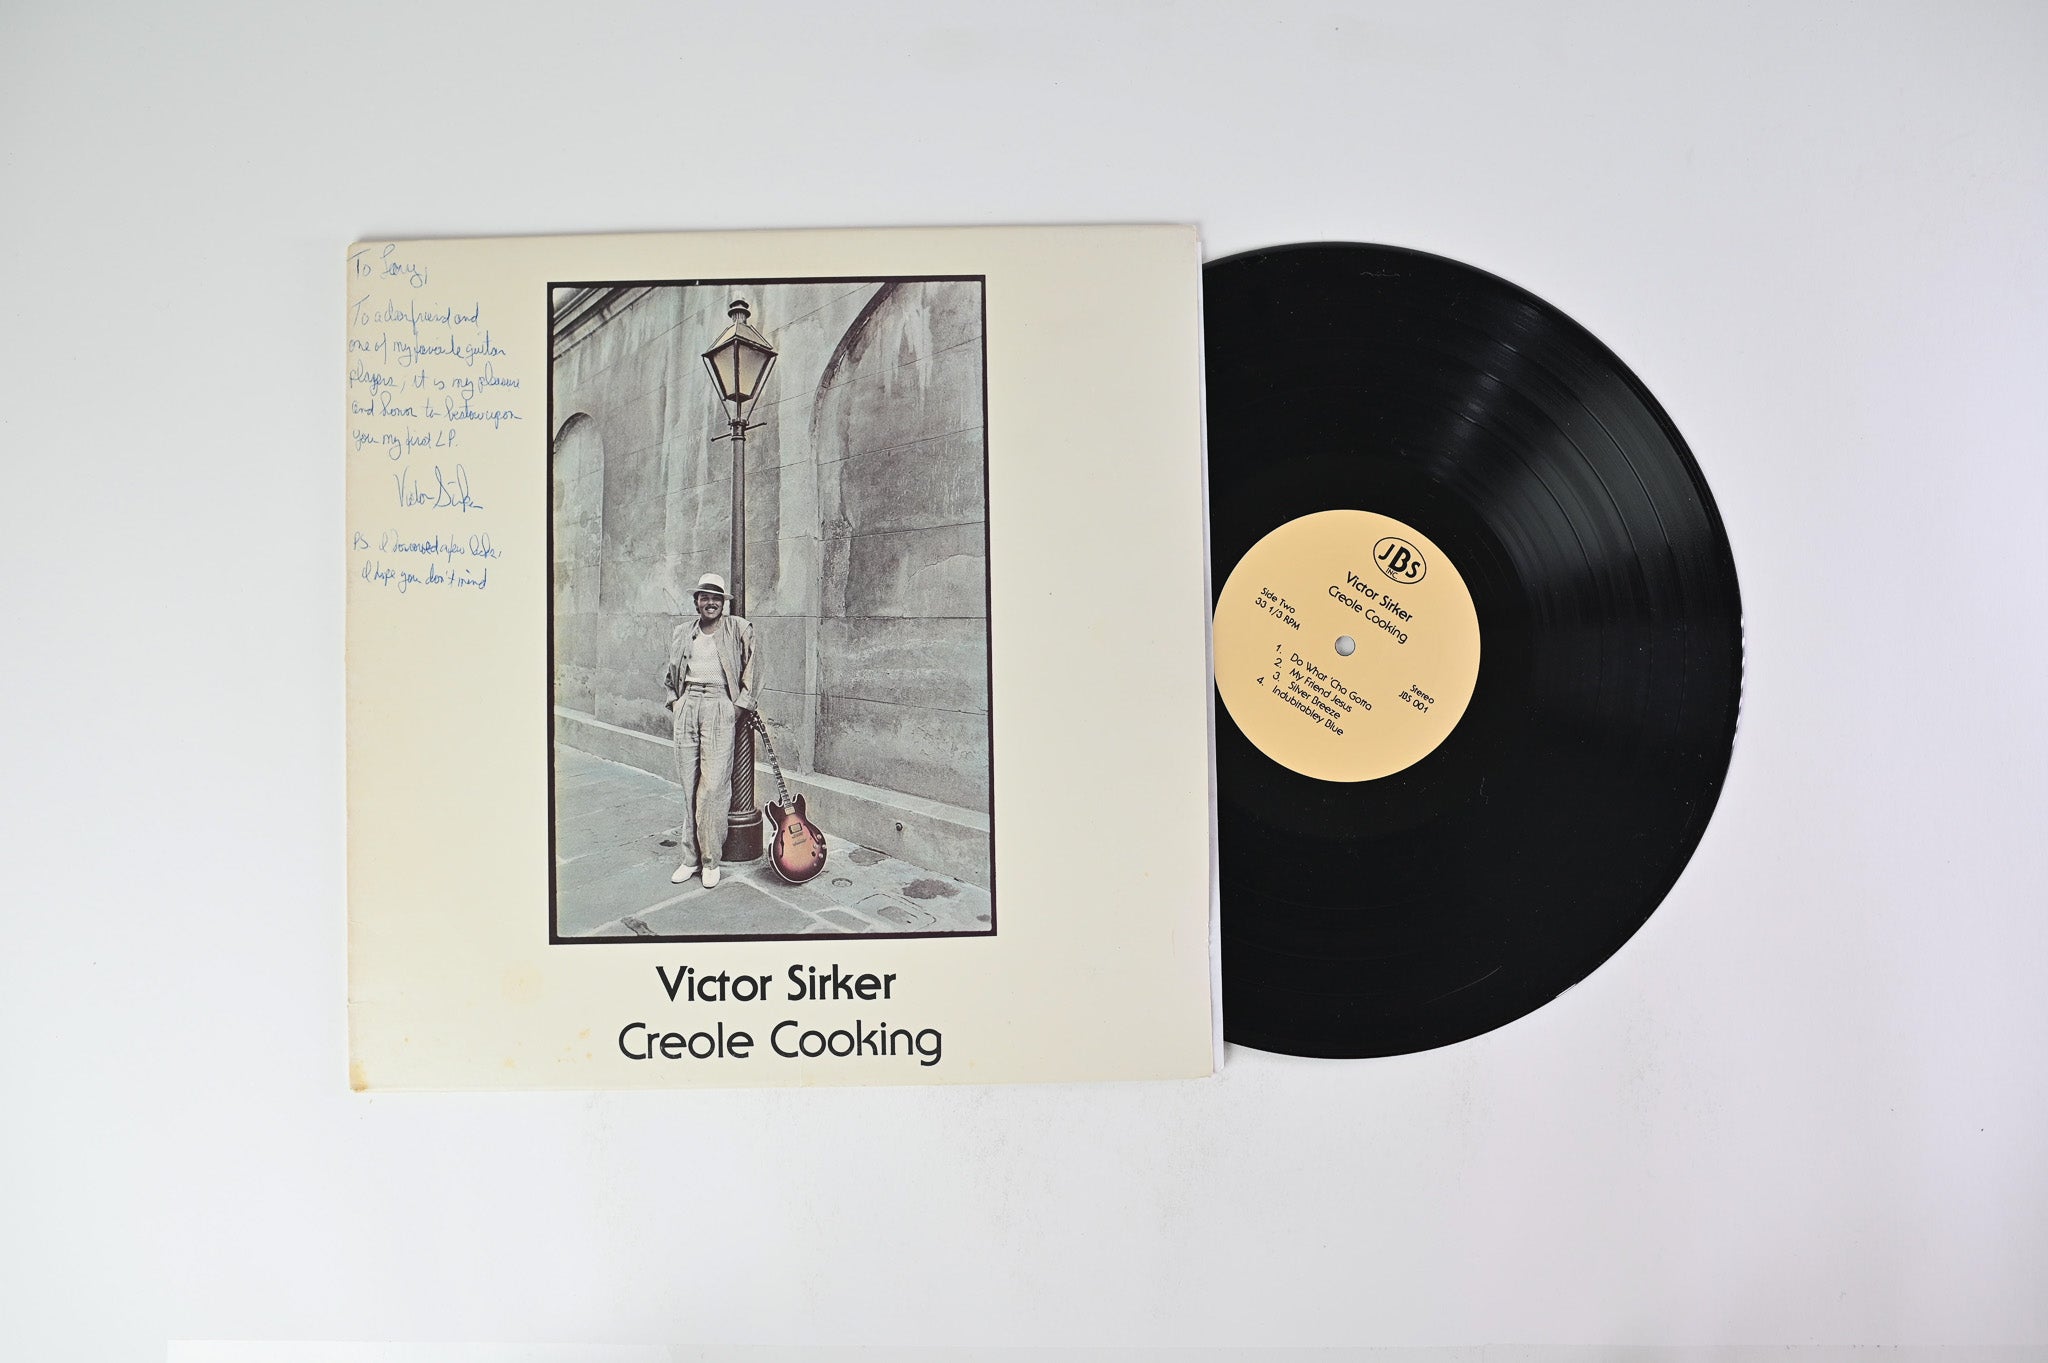 To Larry,
To a dear friend and
one of my favorite guitar
players, it is my pleasure
and honor to bestow upon
you my first LP.
Victor Sirker
PS. I borrowed a few licks,
I hope you don't mind
Victor Sirker
Creole Cooking
JBs
INC.
Victor Sirker
Creole Cooking
Side Two
33 1/3 RPM
Stereo
JBS 001
1. Do What 'Cha Gotta
2. My Friend Jesus
3. Silver Breeze
4. Indubitabley Blue